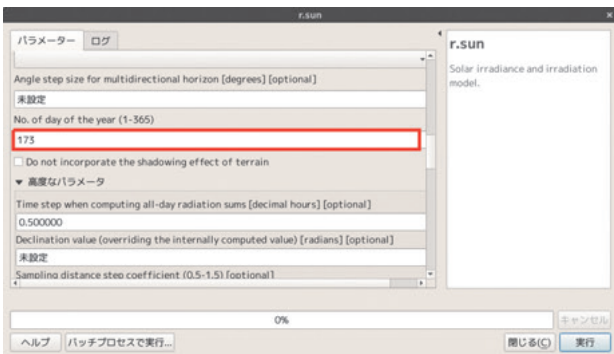 r.sun
パラメーター ログ
Angle step size for multidirectional horizon [degrees] [optional]
未設定
No. of day of the year (1-365)
173
Do not incorporate the shadowing effect of terrain
▼ 高度なパラメータ
Time step when computing all-day radiation sums [decimal hours] [optional]
0.500000
Declination value (overriding the internally computed value) [radians] [optional]
未設定
Sampling distance step coefficient (0.5-1.5) [optional]
r.sun
Solar irradiance and irradiation
model.
0%
キャンセル
ヘルプ バッチプロセスで実行... 閉じる(C) 実行